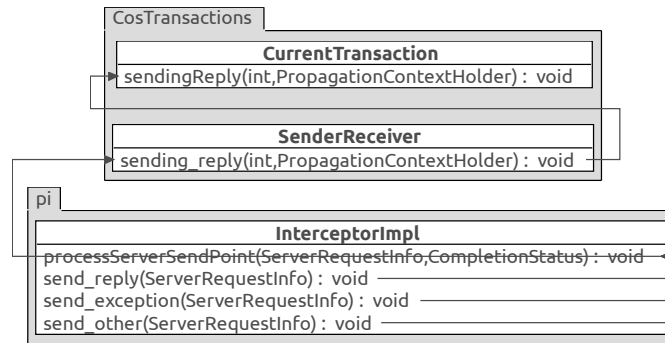 CosTransactions
CurrentTransaction
sendingReply(int,PropagationContextHolder) : void
SenderReceiver
sending_reply(int,PropagationContextHolder) : void
pi
InterceptorImpl
processServerSendPoint(ServerRequestInfo,CompletionStatus) : void
send_reply(ServerRequestInfo) : void
send_exception(ServerRequestInfo) : void
send_other(ServerRequestInfo) : void